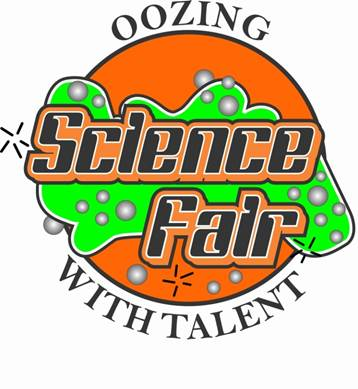 OOZING
Science
Fair
WITH TALENT